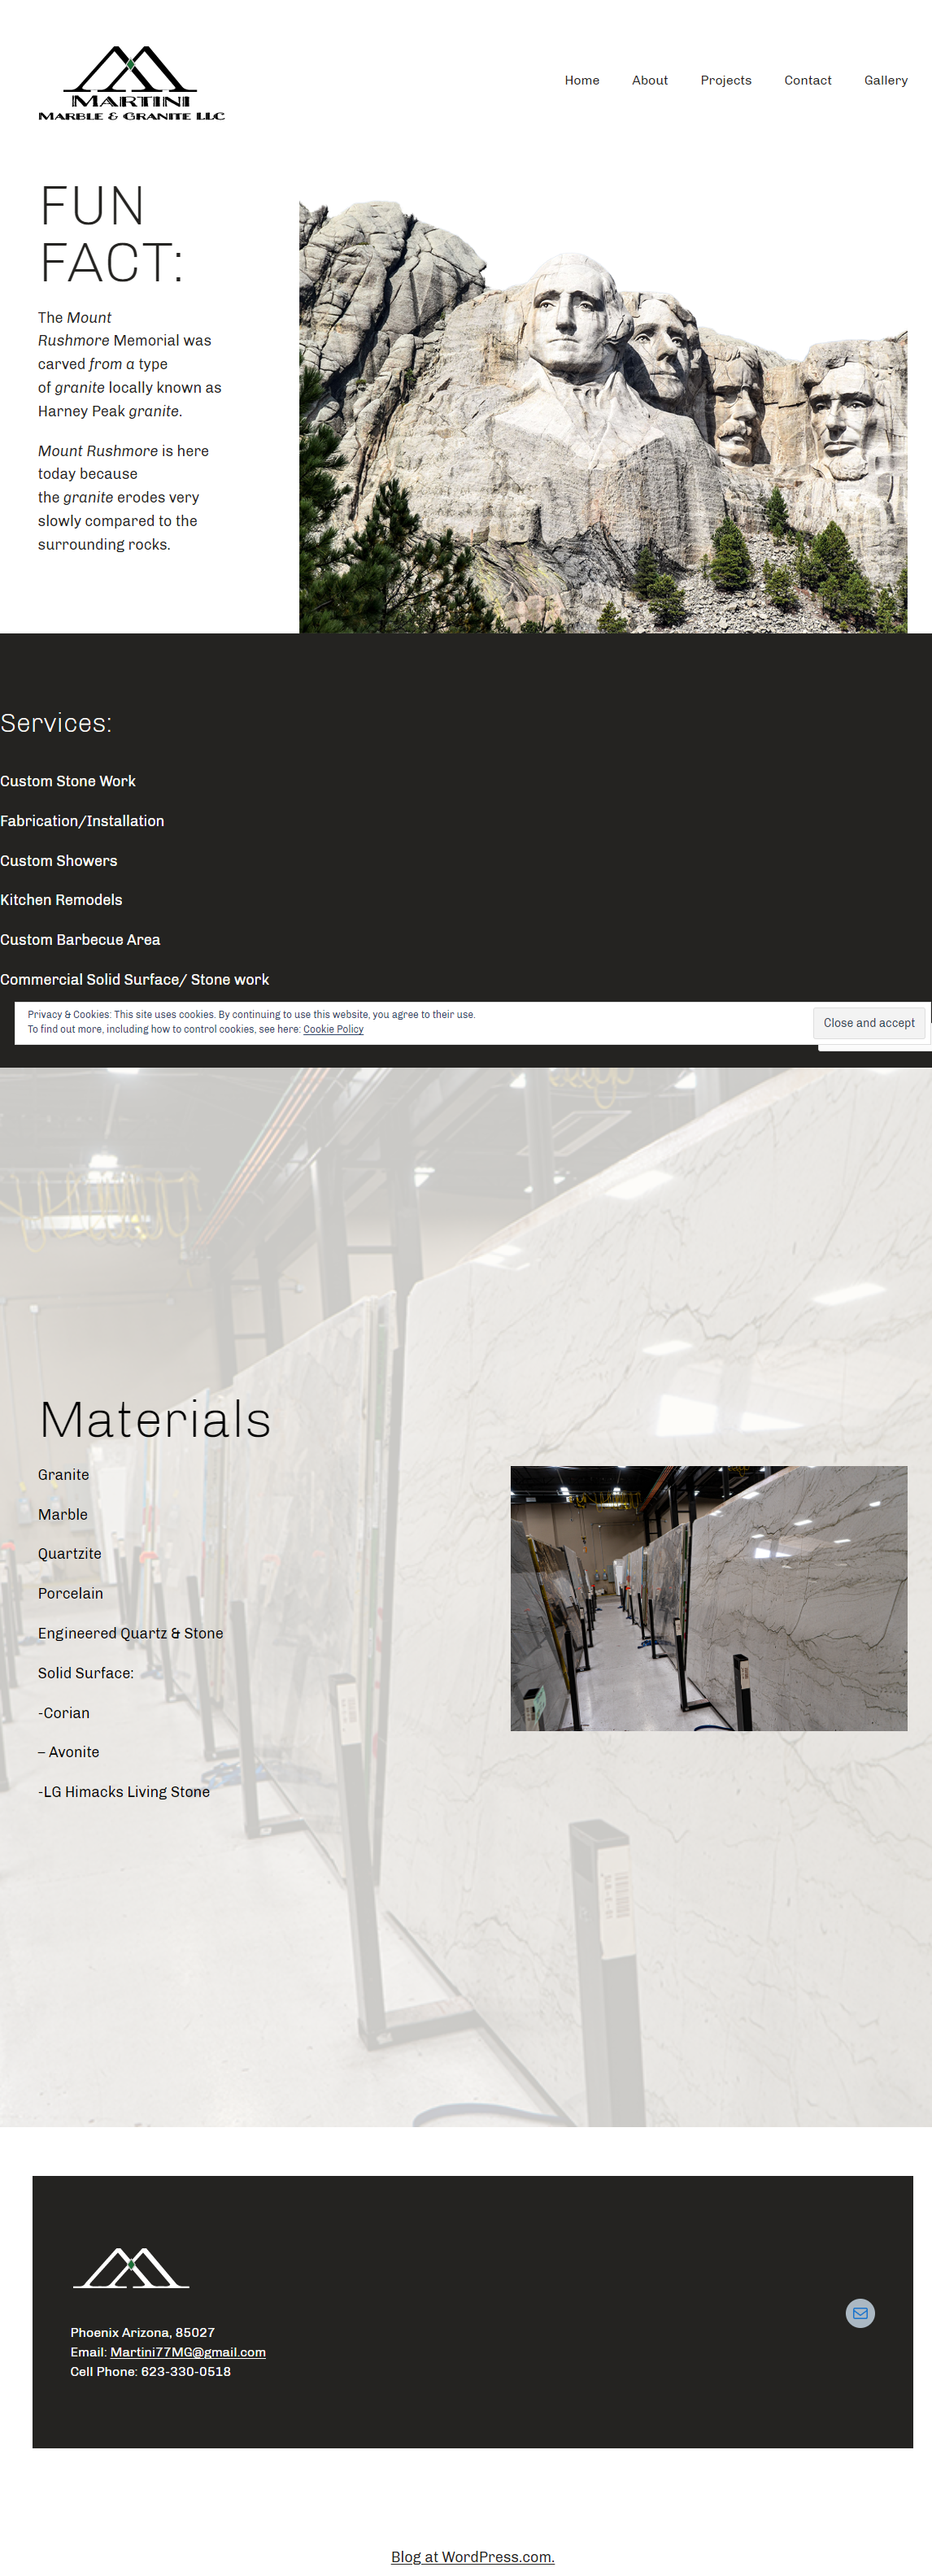 MARTINI
MARBLE & GRANITE LLC
Home About Projects Contact Gallery
FUN
FACT:
The Mount
Rushmore Memorial was
carved from a type
of granite locally known as
Harney Peak granite.
Mount Rushmore is here
today because
the granite erodes very
slowly compared to the
surrounding rocks.
Services:
Custom Stone Work
Fabrication/Installation
Custom Showers
Kitchen Remodels
Custom Barbecue Area
Commercial Solid Surface/ Stone work
Privacy & Cookies: This site uses cookies. By continuing to use this website, you agree to their use.
To find out more, including how to control cookies, see here: Cookie Policy
Close and accept
Materials
Granite
Marble
Quartzite
Porcelain
Engineered Quartz & Stone
Solid Surface:
-Corian
– Avonite
-LG Himacks Living Stone
Phoenix Arizona, 85027
Email: Martini77MG@gmail.com
Cell Phone: 623-330-0518
Blog at WordPress.com.